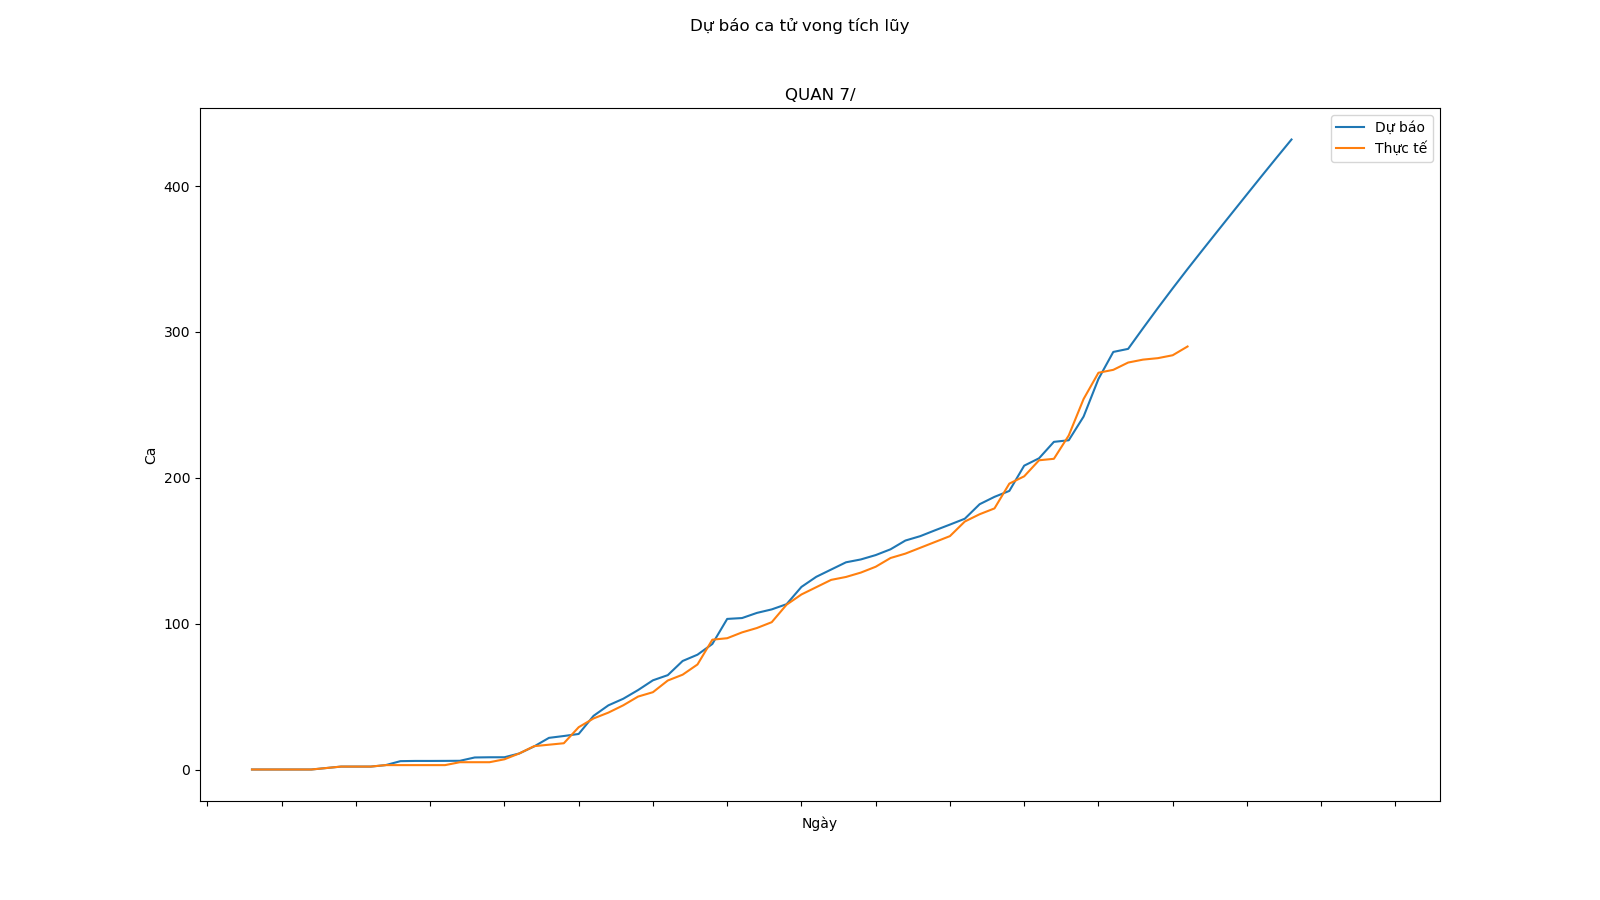 Dự báo ca tử vong tích lũy
QUAN 7/
Dự báo
Thực tế
400
300
200
100
0
Ca
Ngày